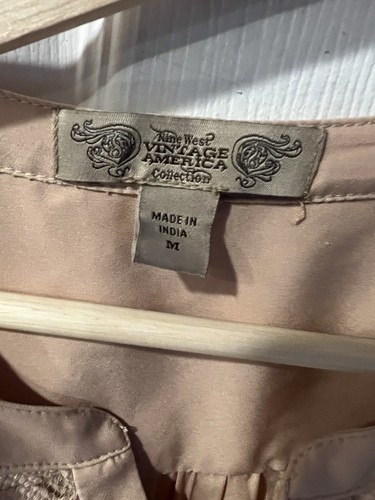 Nine West
VINTAGE
AMERICA
Collection
MADE IN
INDIA
M